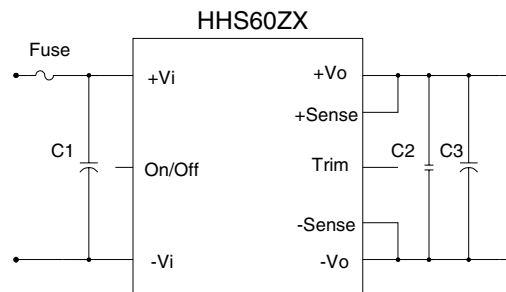 HHS60ZX
Fuse
+Vi
+Vo
+Sense
C1
On/Off
Trim
C2
C3
-Sense
-Vi
-Vo